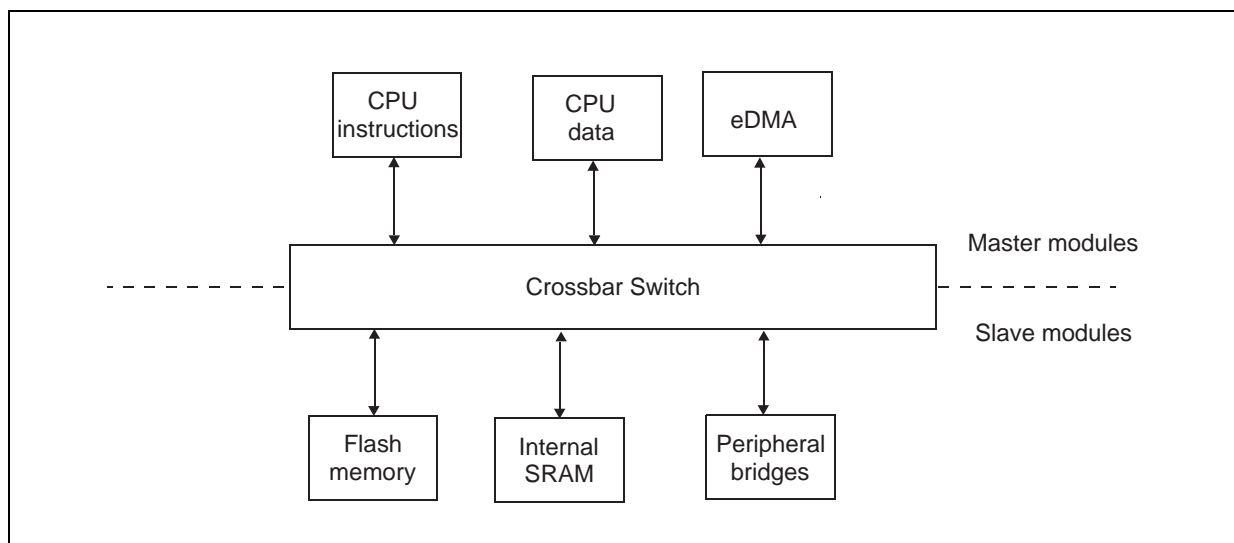 CPU
instructions
CPU
data
eDMA
Master modules
Crossbar Switch
Slave modules
Flash
memory
Internal
SRAM
Peripheral
bridges